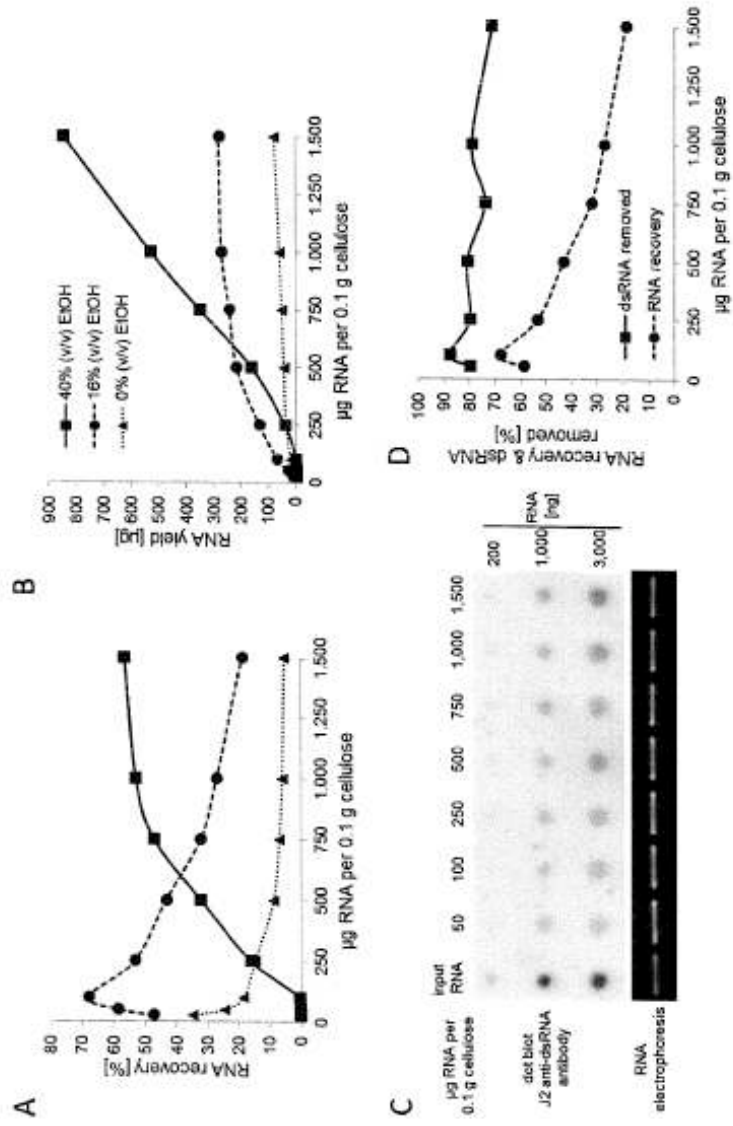 A
RNA recovery [%]
80
70
60
50
40
30
20
10
0
0
250
500
750
1.000
1.250
1.500
µg RNA per 0.1 g cellulose
B
RNA yield [µg]
900
800
700
600
500
400
300
200
100
0
40% (v/v) EtOH
16% (v/v) EtOH
0% (v/v) EtOH
0
250
500
750
1.000
1.250
1.500
µg RNA per 0.1 g cellulose
C
µg RNA per
0.1 g cellulose
input
RNA
50
100
250
500
750
1,000
1,500
dot blot
J2 anti-dsRNA
antibody
RNA
[ng]
200
1,000
3,000
RNA
electrophoresis
D
RNA recovery & dsRNA
removed [%]
100
90
80
70
60
50
40
30
20
10
0
dsRNA removed
RNA recovery
0
250
500
750
1.000
1.250
1.500
µg RNA per 0.1 g cellulose